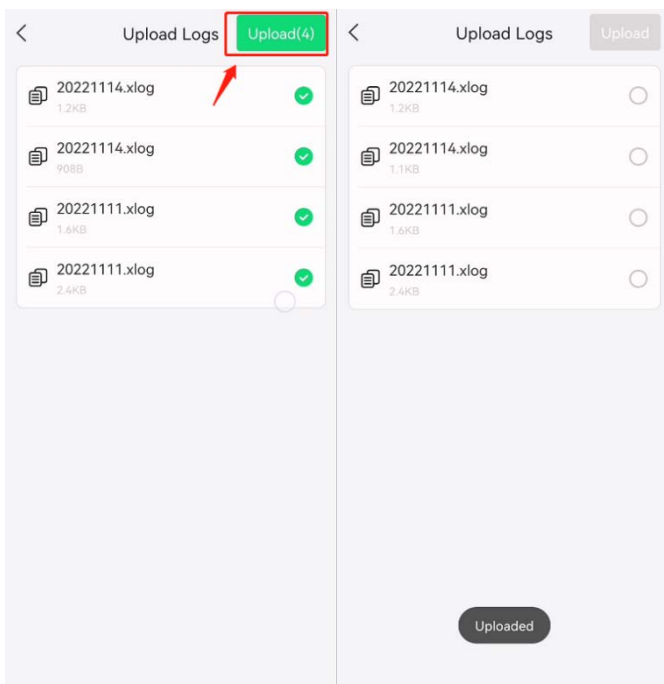 Upload Logs
Upload(4)
20221114.xlog
1.2KB
20221114.xlog
908B
20221111.xlog
1.6KB
20221111.xlog
2.4KB
Upload Logs
Upload
20221114.xlog
1.2KB
20221114.xlog
1.1KB
20221111.xlog
1.6KB
20221111.xlog
2.4KB
Uploaded